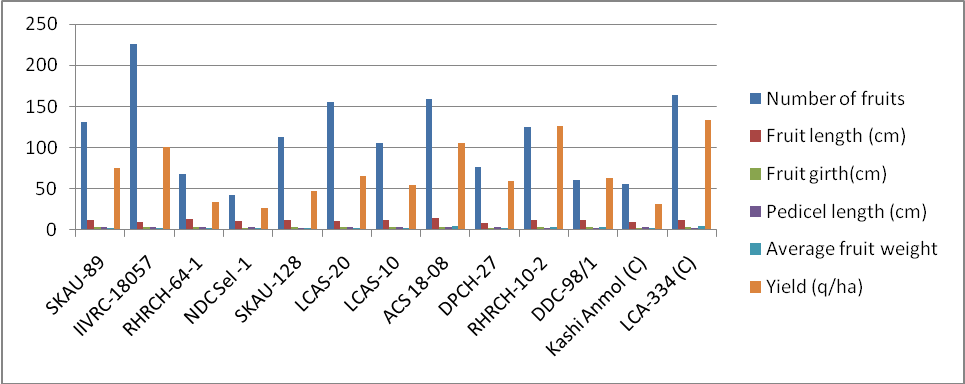 250
200
150
100
50
0
SKAU-89
IIVRC-18057
RHRCH-64-1
NDC Sel -1
SKAU-128
LCAS-20
LCAS-10
ACS 18-08
DPCH-27
RHRCH-10-2
DDC-98/1
Kashi Anmol (C)
LCA-334 (C)
Number of fruits
Fruit length (cm)
Fruit girth(cm)
Pedicel length (cm)
Average fruit weight
Yield (q/ha)